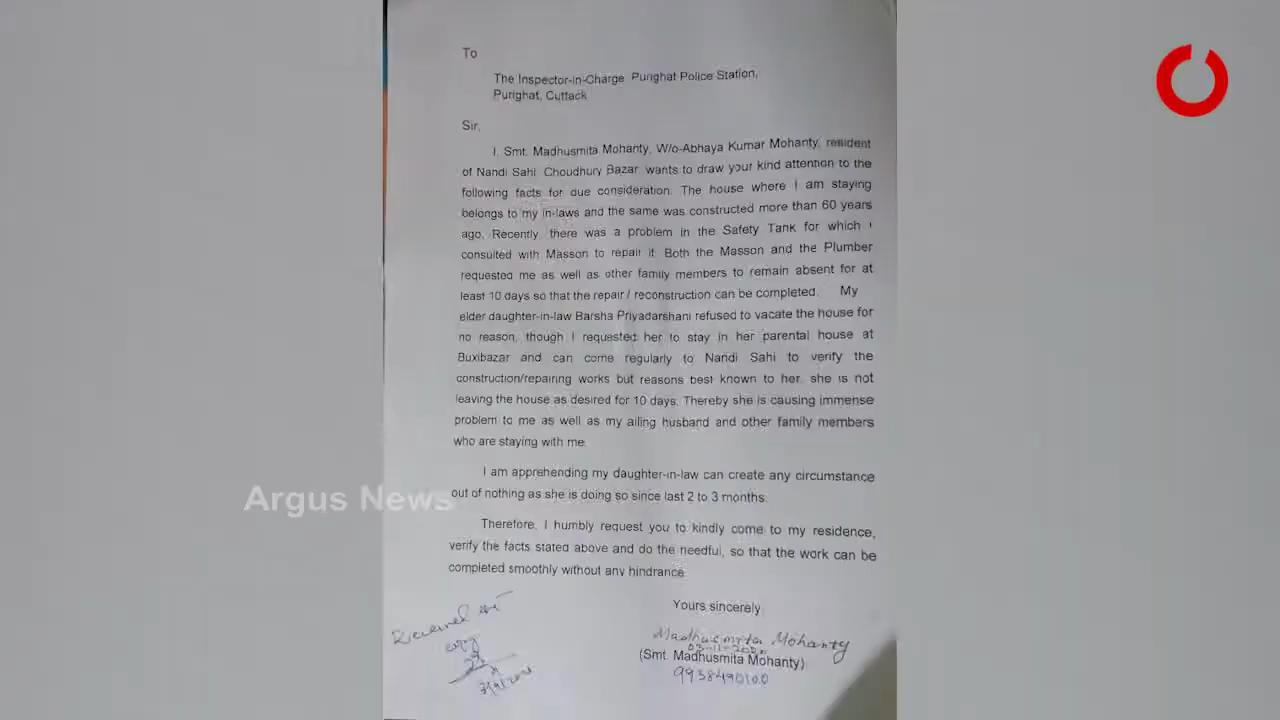 To
The Inspector-in-Charge Purighat Police Station,
Purighat, Cuttack
Sir,
I, Smt. Madhusmita Mohanty, W/o-Abhaya Kumar Mohanty, resident
of Nandi Sahi Choudhury Bazar wants to draw your kind attention to the
following facts for due consideration. The house where I am staying
belongs to my in-laws and the same was constructed more than 60 years
ago. Recently, there was a problem in the Safety Tank for which I
consulted with Masson to repair it. Both the Masson and the Plumber
requested me as well as other family members to remain absent for at
least 10 days so that the repair / reconstruction can be completed. My
elder daughter-in-law Barsha Priyadarshani refused to vacate the house for
no reason, though I requested her to stay in her parental house at
Buxibazar and can come regularly to Nandi Sahi to verify the
construction/repairing works but reasons best known to her, she is not
leaving the house as desired for 10 days. Thereby she is causing immense
problem to me as well as my ailing husband and other family members
who are staying with me.
I am apprehending my daughter-in-law can create any circumstance
out of nothing as she is doing so since last 2 to 3 months.
Argus News
Therefore, I humbly request you to kindly come to my residence,
verify the facts stated above and do the needful, so that the work can be
completed smoothly without any hindrance.
Yours sincerely
Madhusmita Mohanty
(Smt. Madhusmita Mohanty)
9938490100
Received
copy